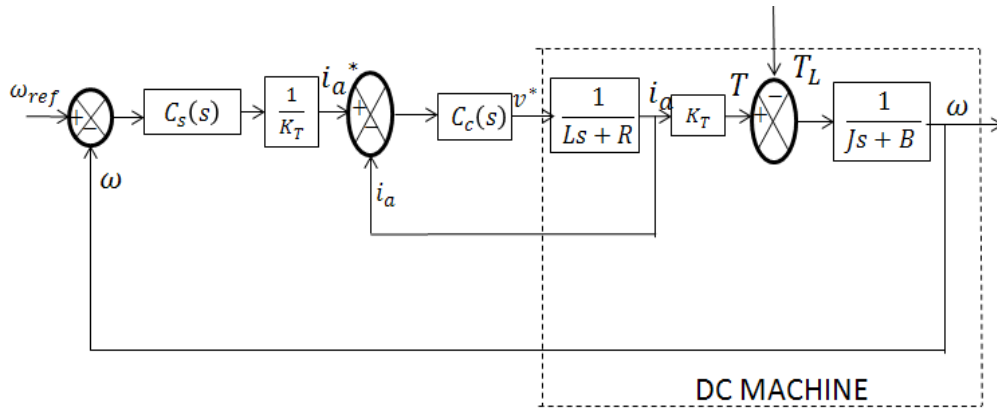 ω_ref
+
−
ω
C_s(s)
1
K_T
i_a^*
+
−
i_a
C_c(s)
v^*
1
Ls + R
i_a
K_T
T
+
−
T_L
1
Js + B
ω
DC MACHINE